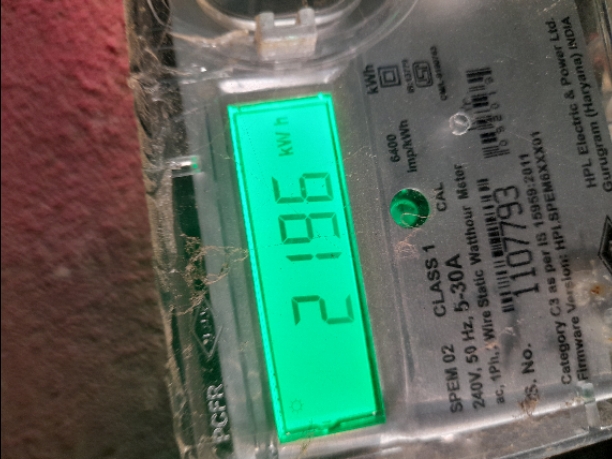 2196 kWh
kWh
6400
Imp/kWh
CAL
SPEM 02 CLASS 1
240V, 50 Hz, 5-30A
ac, 1Ph., Wire Static Watthour Meter
S. No. 1107793
Category C3 as per IS 15959:2011
Firmware Version: HPLSPEM6XXX01
HPL Electric & Power Ltd.
Gurugram (Haryana) INDIA
PGFR